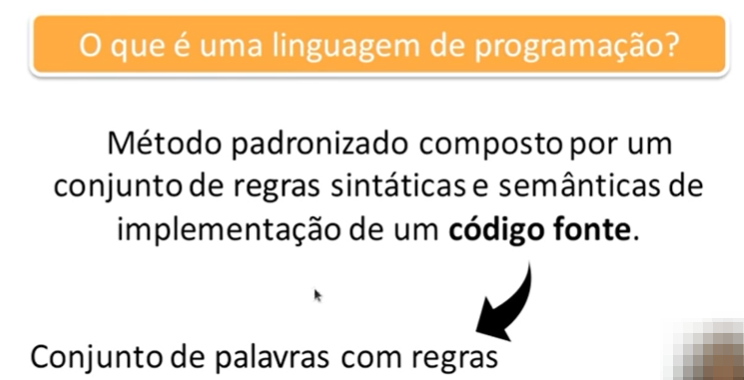 O que é uma linguagem de programação?
Método padronizado composto por um
conjunto de regras sintáticas e semânticas de
implementação de um código fonte.
Conjunto de palavras com regras